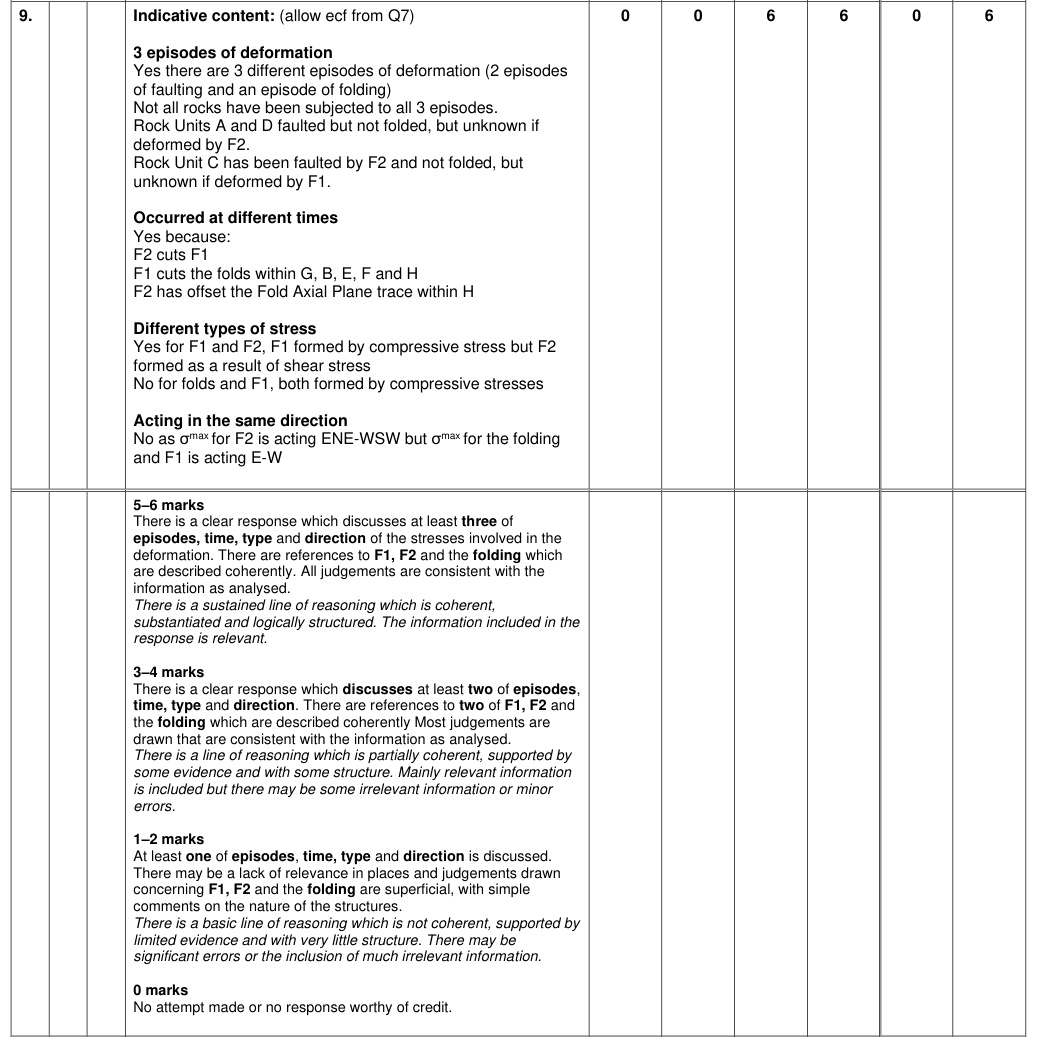 9. Indicative content: (allow ecf from Q7) 0 0 6 6 0 6
3 episodes of deformation
Yes there are 3 different episodes of deformation (2 episodes
of faulting and an episode of folding)
Not all rocks have been subjected to all 3 episodes.
Rock Units A and D faulted but not folded, but unknown if
deformed by F2.
Rock Unit C has been faulted by F2 and not folded, but
unknown if deformed by F1.
Occurred at different times
Yes because:
F2 cuts F1
F1 cuts the folds within G, B, E, F and H
F2 has offset the Fold Axial Plane trace within H
Different types of stress
Yes for F1 and F2, F1 formed by compressive stress but F2
formed as a result of shear stress
No for folds and F1, both formed by compressive stresses
Acting in the same direction
No as σmax for F2 is acting ENE-WSW but σmax for the folding
and F1 is acting E-W
5–6 marks
There is a clear response which discusses at least three of
episodes, time, type and direction of the stresses involved in the
deformation. There are references to F1, F2 and the folding which
are described coherently. All judgements are consistent with the
information as analysed.
There is a sustained line of reasoning which is coherent,
substantiated and logically structured. The information included in the
response is relevant.
3–4 marks
There is a clear response which discusses at least two of episodes,
time, type and direction. There are references to two of F1, F2 and
the folding which are described coherently Most judgements are
drawn that are consistent with the information as analysed.
There is a line of reasoning which is partially coherent, supported by
some evidence and with some structure. Mainly relevant information
is included but there may be some irrelevant information or minor
errors.
1–2 marks
At least one of episodes, time, type and direction is discussed.
There may be a lack of relevance in places and judgements drawn
concerning F1, F2 and the folding are superficial, with simple
comments on the nature of the structures.
There is a basic line of reasoning which is not coherent, supported by
limited evidence and with very little structure. There may be
significant errors or the inclusion of much irrelevant information.
0 marks
No attempt made or no response worthy of credit.